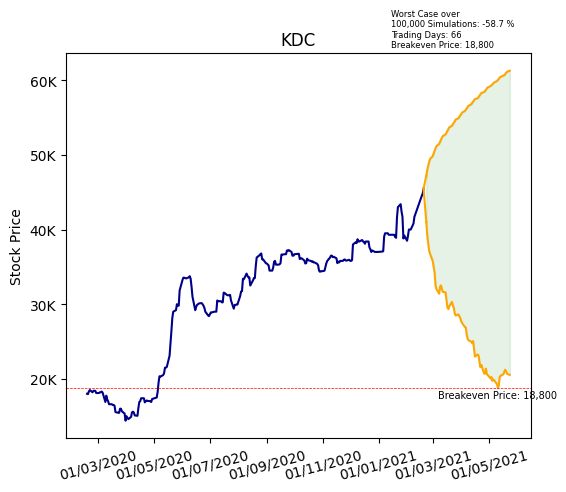 Worst Case over
100,000 Simulations: -58.7 %
Trading Days: 66
Breakeven Price: 18,800
KDC
60K
50K
40K
30K
20K
Stock Price
Breakeven Price: 18,800
01/03/2020 01/05/2020 01/07/2020 01/09/2020 01/11/2020 01/01/2021 01/03/2021 01/05/2021